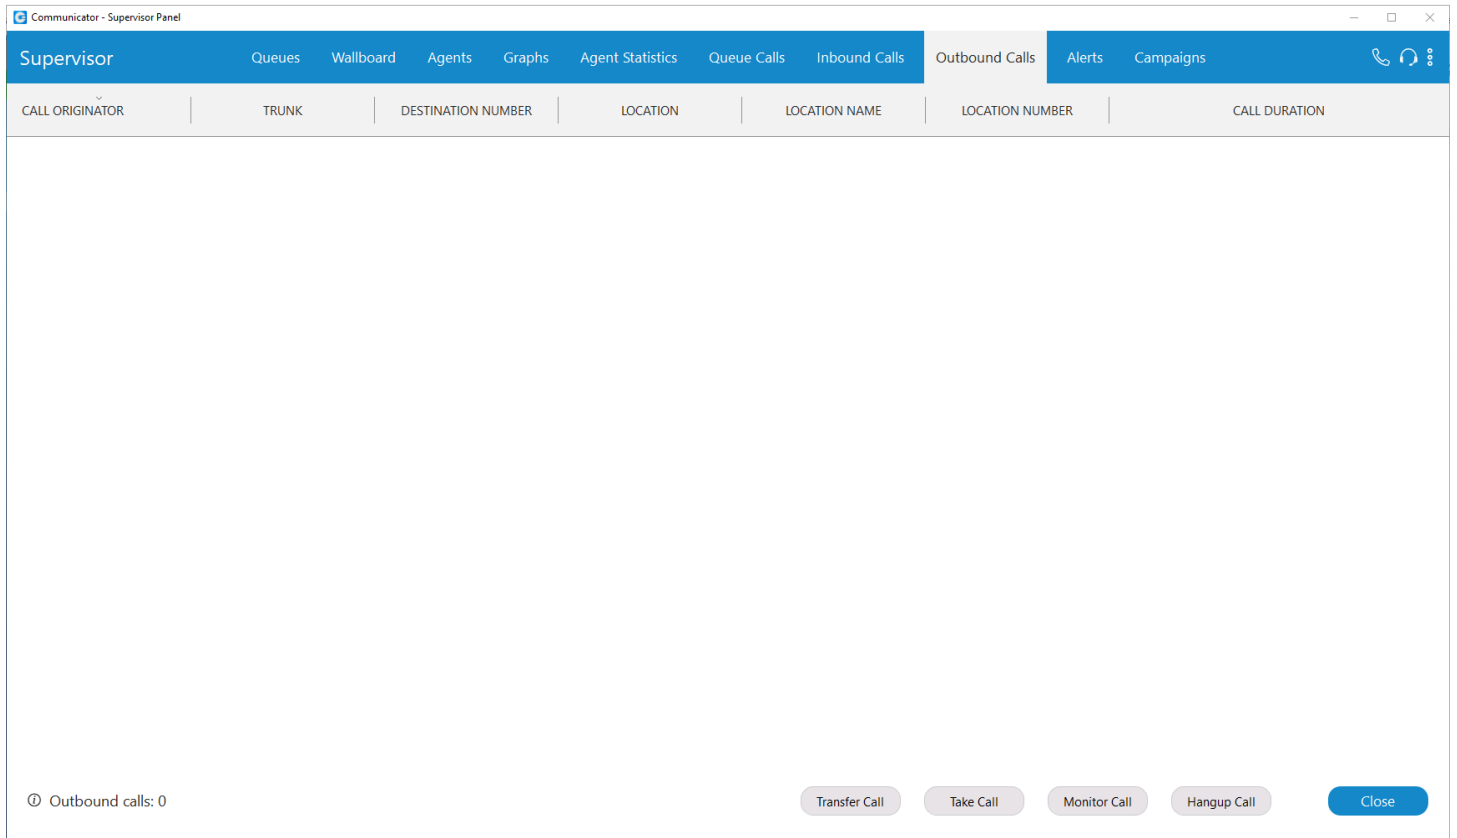 Communicator - Supervisor Panel
Supervisor Queues Wallboard Agents Graphs Agent Statistics Queue Calls Inbound Calls Outbound Calls Alerts Campaigns
CALL ORIGINATOR TRUNK DESTINATION NUMBER LOCATION LOCATION NAME LOCATION NUMBER CALL DURATION
Outbound calls: 0 Transfer Call Take Call Monitor Call Hangup Call Close